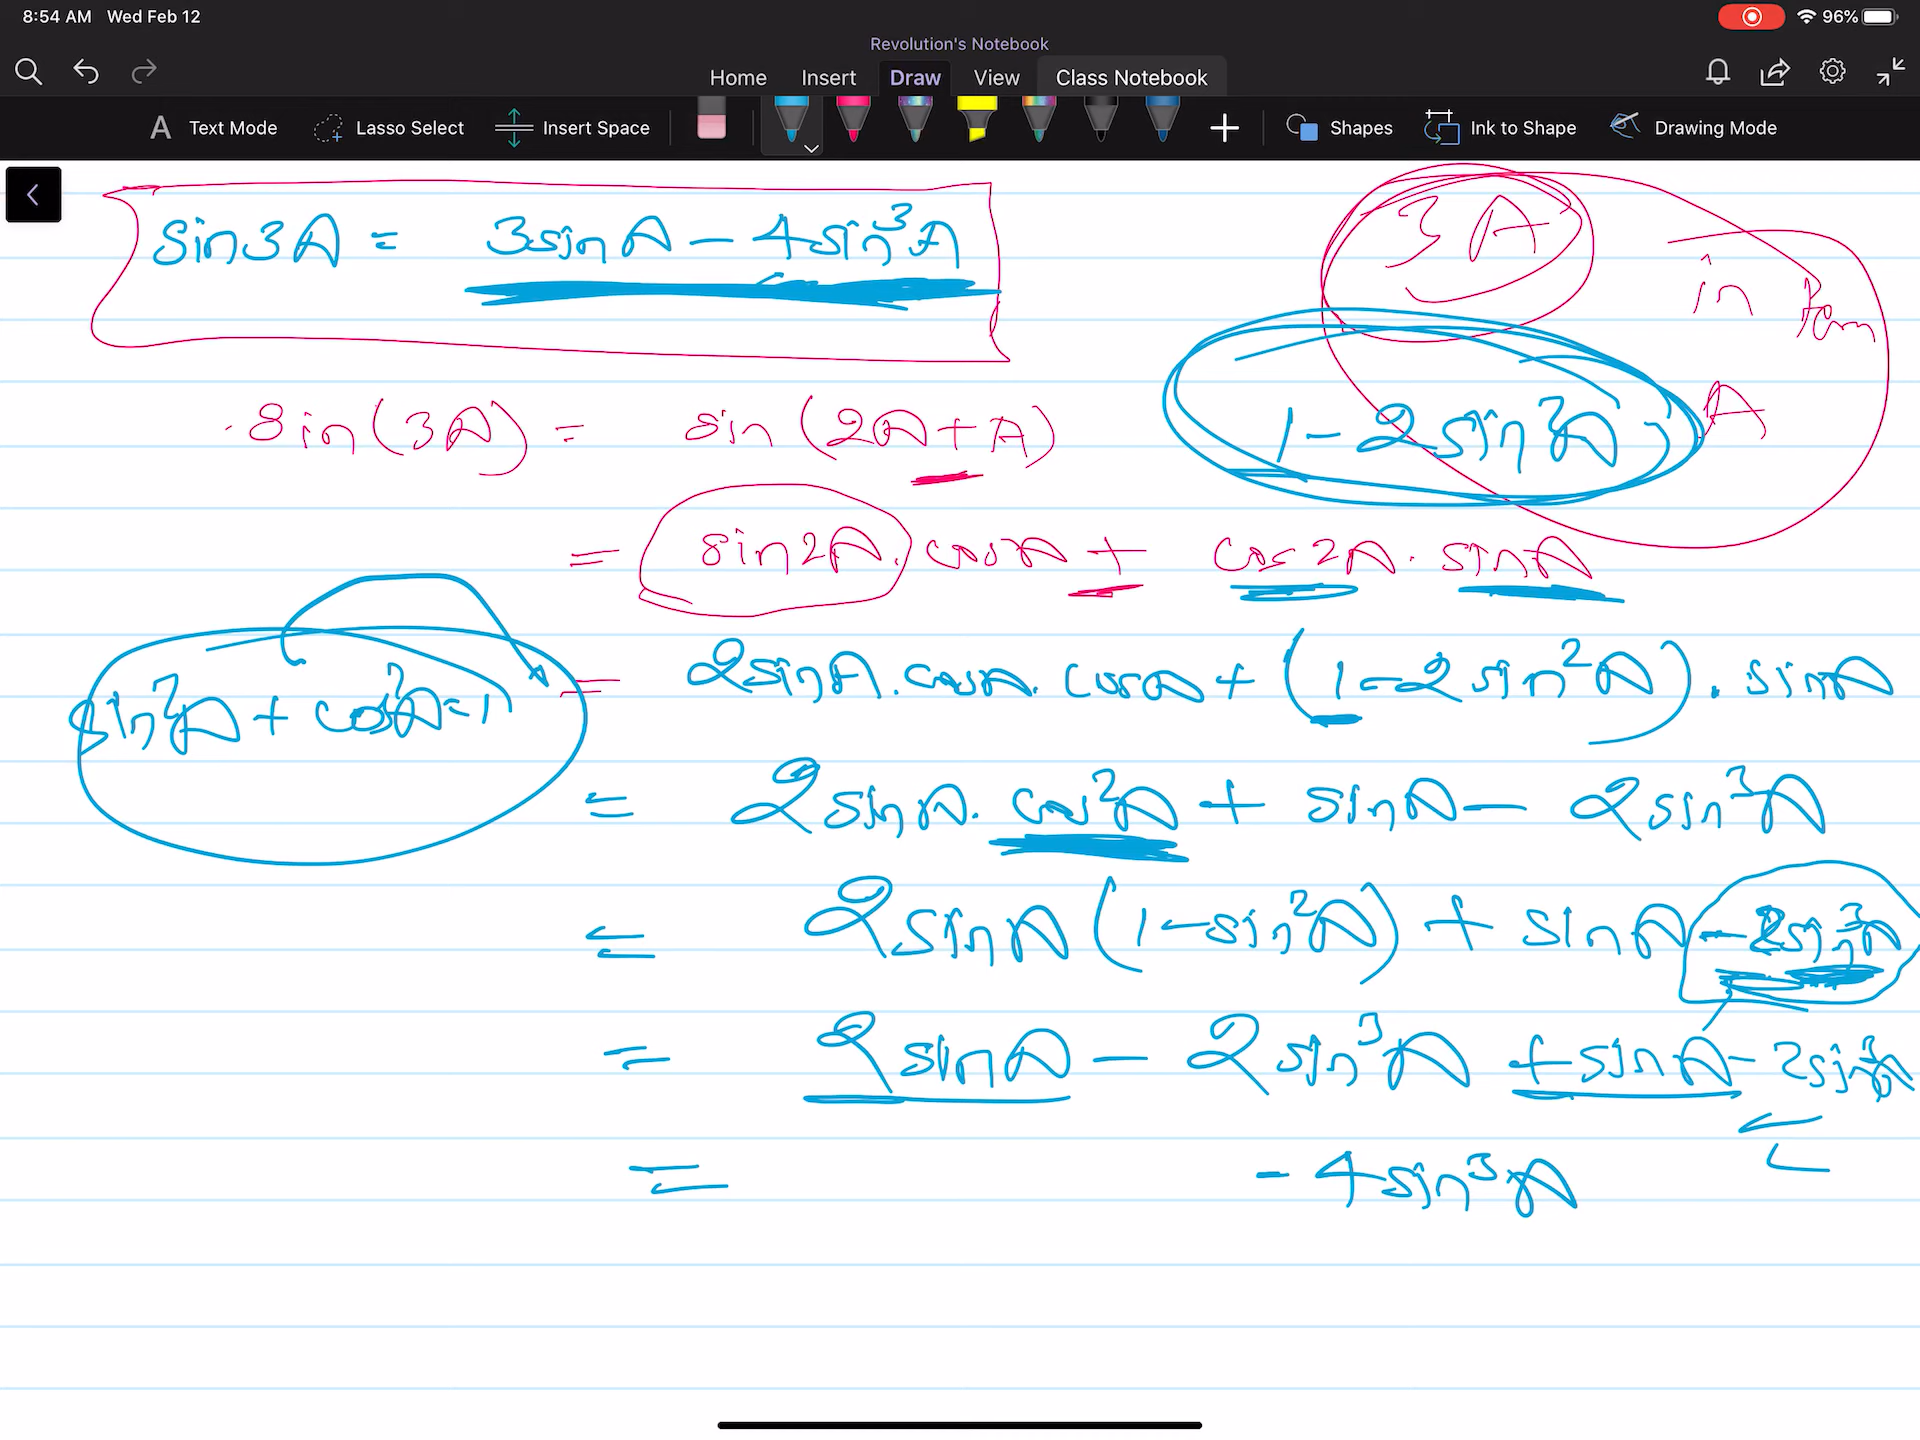 8:54 AM Wed Feb 12
96%
Revolution's Notebook
Home Insert Draw View Class Notebook
A Text Mode Lasso Select Insert Space Shapes Ink to Shape Drawing Mode
sin3A = 3sinA - 4sin³A
3A
in
A
1 - 2sin²A
sin(3A) = sin(2A + A)
= sin2A . cosA + cos2A . sinA
sin²A + cos²A = 1
= 2sinA . cosA . cosA + (1 - 2sin²A) . sinA
= 2sinA . cos²A + sinA - 2sin³A
= 2sinA (1 - sin²A) + sinA - 2sin³A
= 2sinA - 2sin³A + sinA - 2sin³A
= - 4sin³A